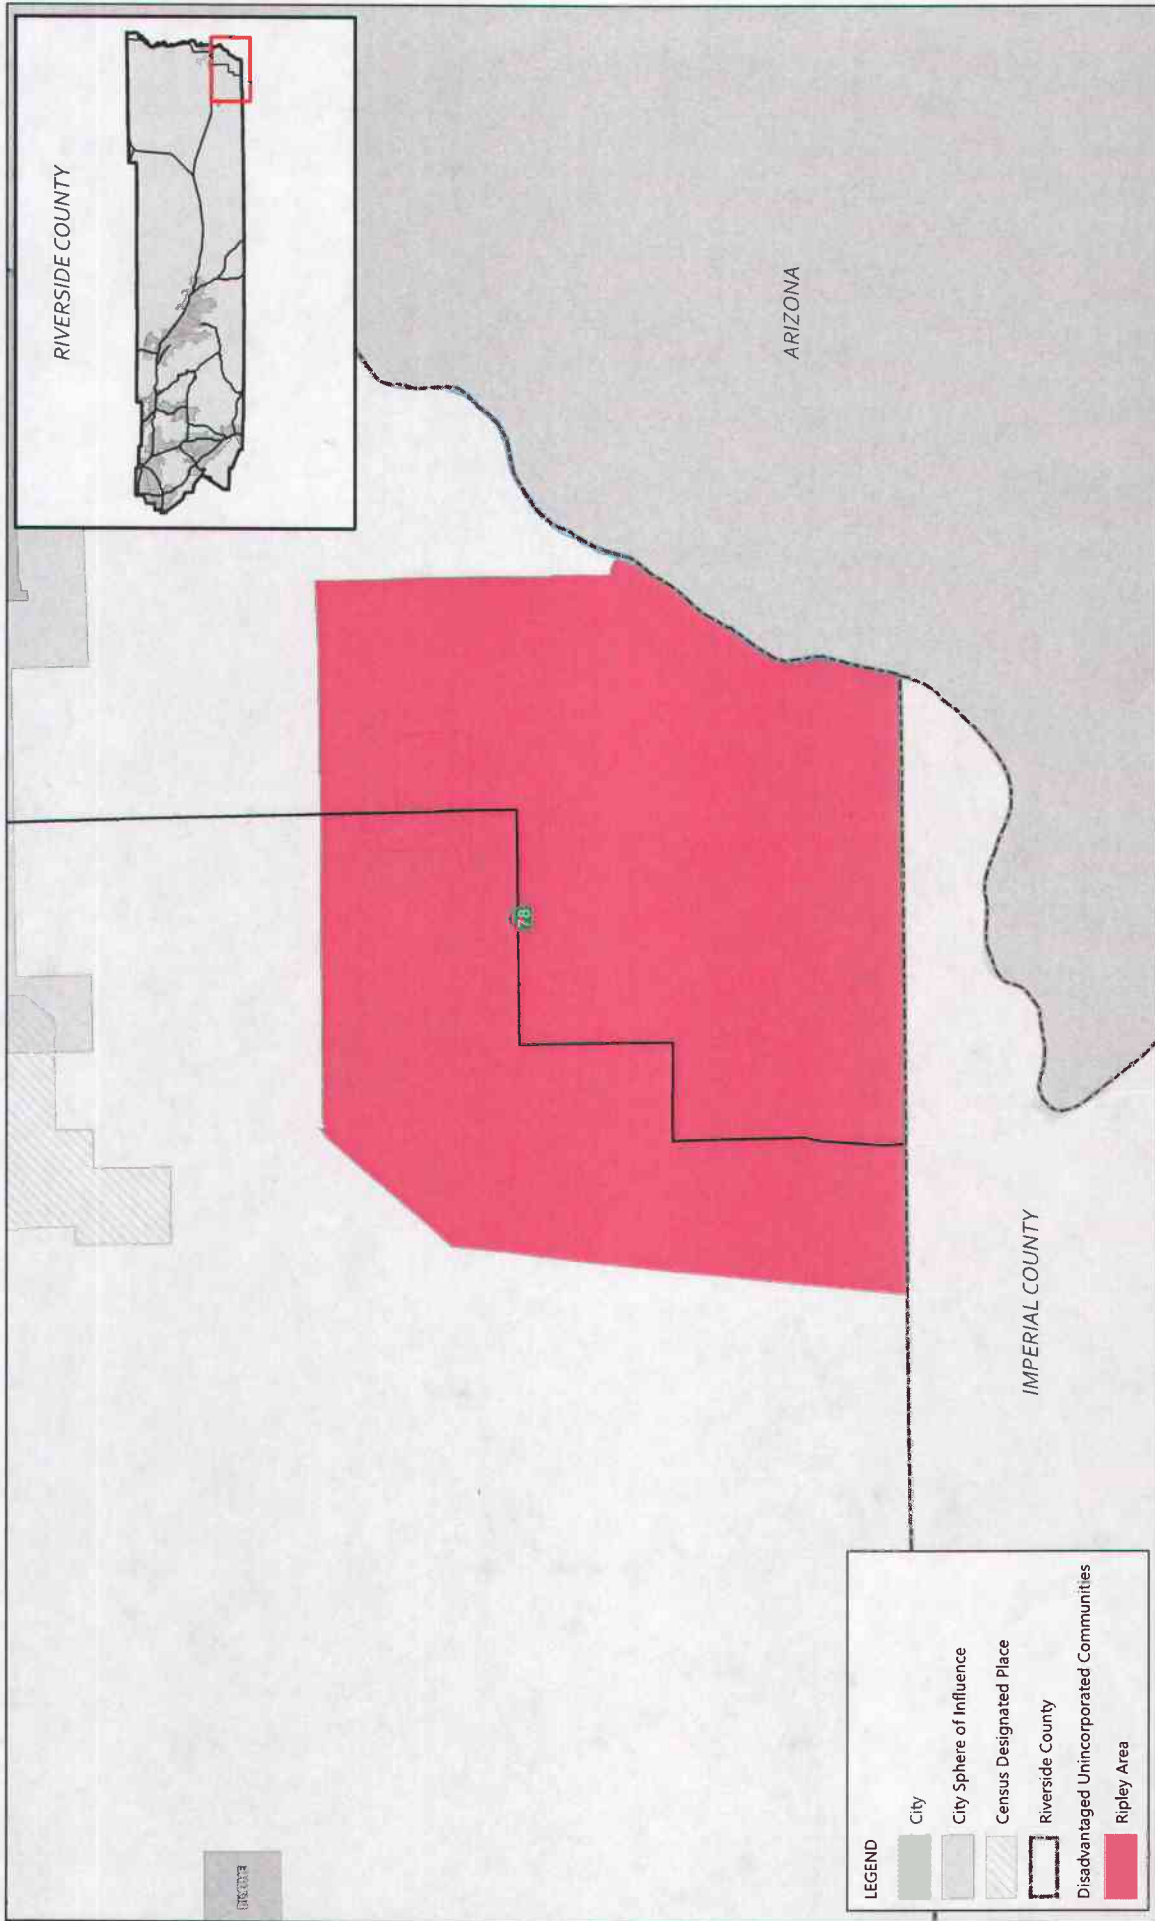 RIVERSIDE COUNTY
ARIZONA
78
IMPERIAL COUNTY
BLYTHE
LEGEND
City
City Sphere of Influence
Census Designated Place
Riverside County
Disadvantaged Unincorporated Communities
Ripley Area